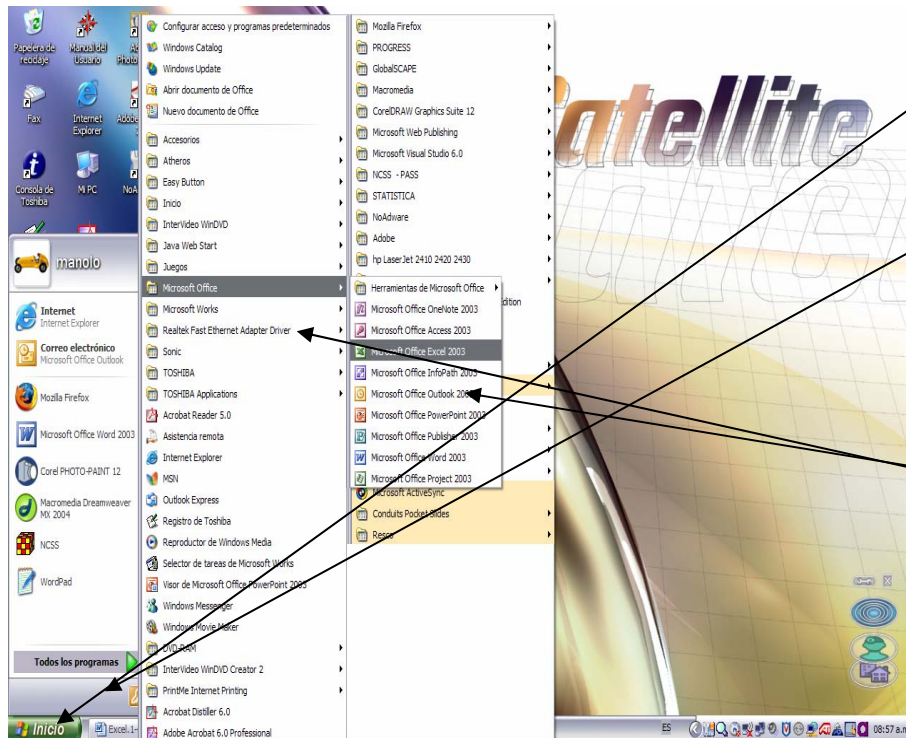 Papelera de reciclaje
Manual del Usuario
Fax
Internet Explorer
Consola de Toshiba
Mi PC
manolo
Internet
Internet Explorer
Correo electrónico
Microsoft Office Outlook
Mozilla Firefox
Microsoft Office Word 2003
Corel PHOTO-PAINT 12
Macromedia Dreamweaver MX 2004
NCSS
WordPad
Todos los programas
Inicio
Configurar acceso y programas predeterminados
Windows Catalog
Windows Update
Abrir documento de Office
Nuevo documento de Office
Accesorios
Atheros
Easy Button
Inicio
InterVideo WinDVD
Java Web Start
Juegos
Microsoft Office
Microsoft Works
Realtek Fast Ethernet Adapter Driver
Sonic
TOSHIBA
TOSHIBA Applications
Acrobat Reader 5.0
Asistencia remota
Internet Explorer
MSN
Outlook Express
Registro de Toshiba
Reproductor de Windows Media
Selector de tareas de Microsoft Works
Visor de Microsoft Office PowerPoint 2003
Windows Messenger
Windows Movie Maker
DVD-RAM
InterVideo WinDVD Creator 2
PrintMe Internet Printing
Acrobat Distiller 6.0
Adobe Acrobat 6.0 Professional
Mozilla Firefox
PROGRESS
GlobalSCAPE
Macromedia
CorelDRAW Graphics Suite 12
Microsoft Web Publishing
Microsoft Visual Studio 6.0
NCSS - PASS
STATISTICA
NoAdware
Adobe
hp LaserJet 2410 2420 2430
Herramientas de Microsoft Office
Microsoft Office OneNote 2003
Microsoft Office Access 2003
Microsoft Office Excel 2003
Microsoft Office InfoPath 2003
Microsoft Office Outlook 2003
Microsoft Office PowerPoint 2003
Microsoft Office Publisher 2003
Microsoft Office Word 2003
Microsoft Office Project 2003
Microsoft ActiveSync
Conduits Pocket Slides
Resco
Satellite
ES
08:57 a.m